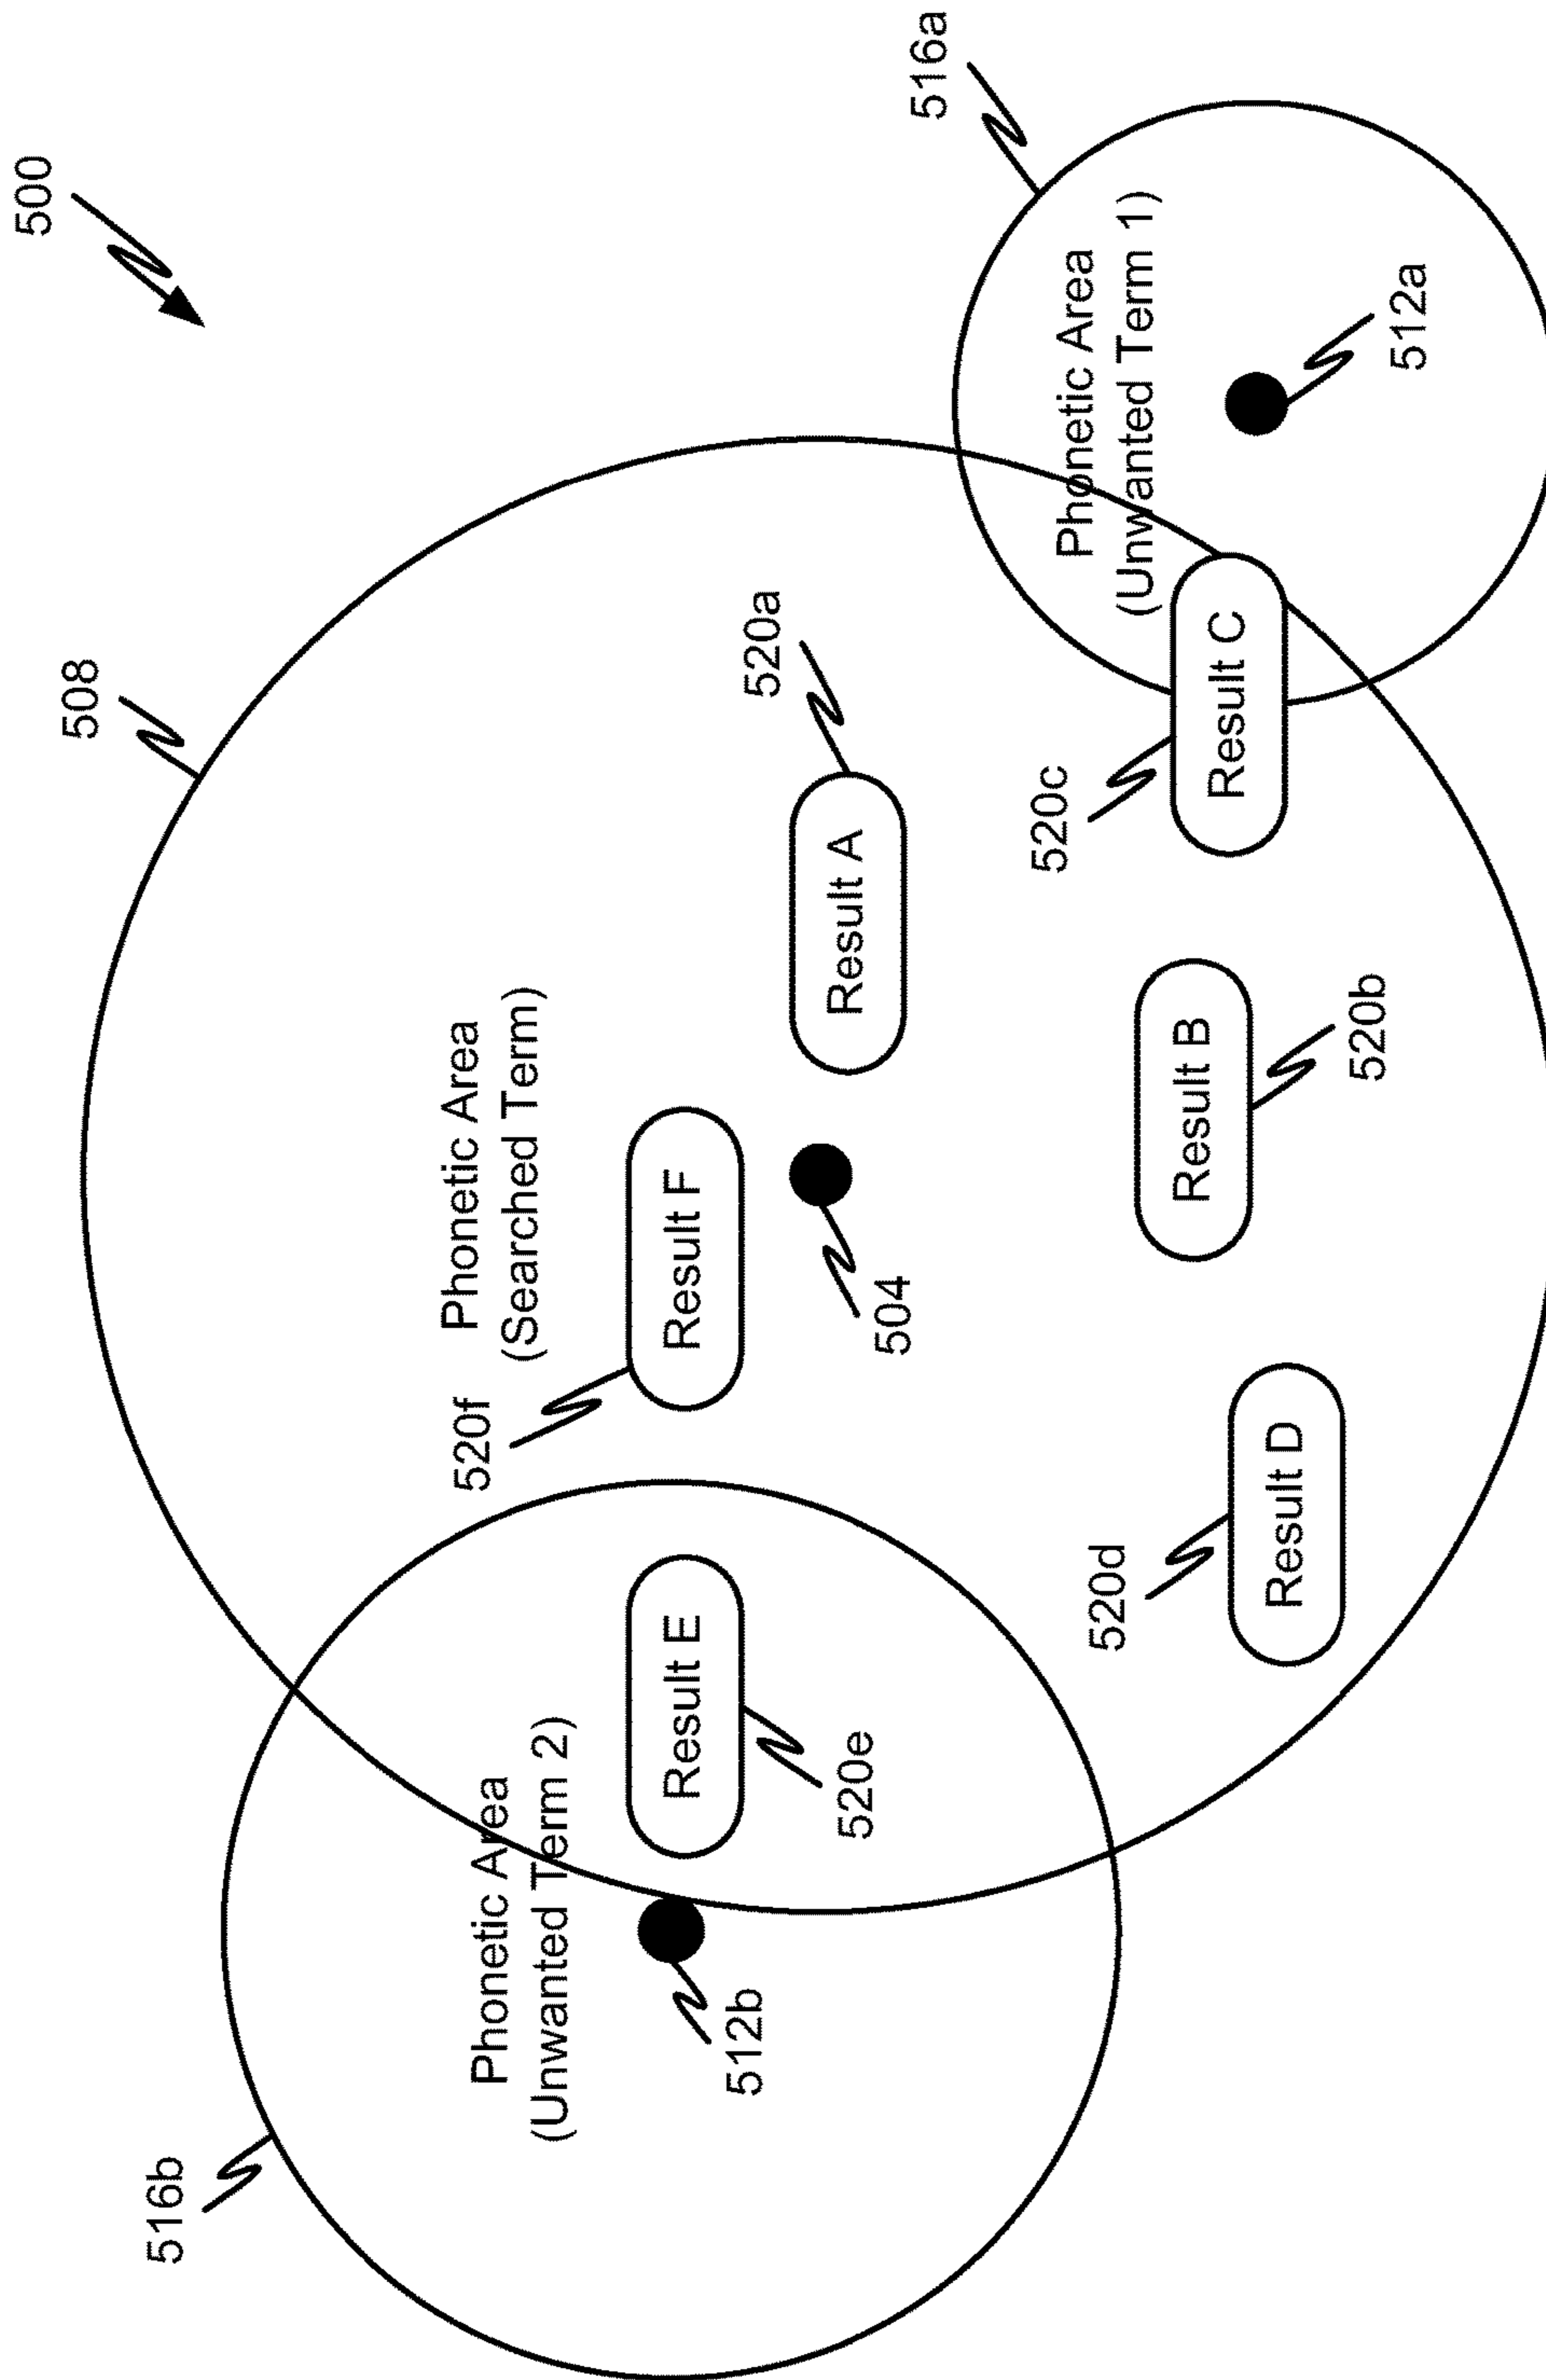 500
508
516b
516a
Phonetic Area
(Searched Term)
520f
Phonetic Area
(Unwanted Term 2)
Result E
Result F
520a
512b
520e
504
Result A
Phonetic Area
(Unwanted Term 1)
520c
520d
Result B
Result C
Result D
520b
512a